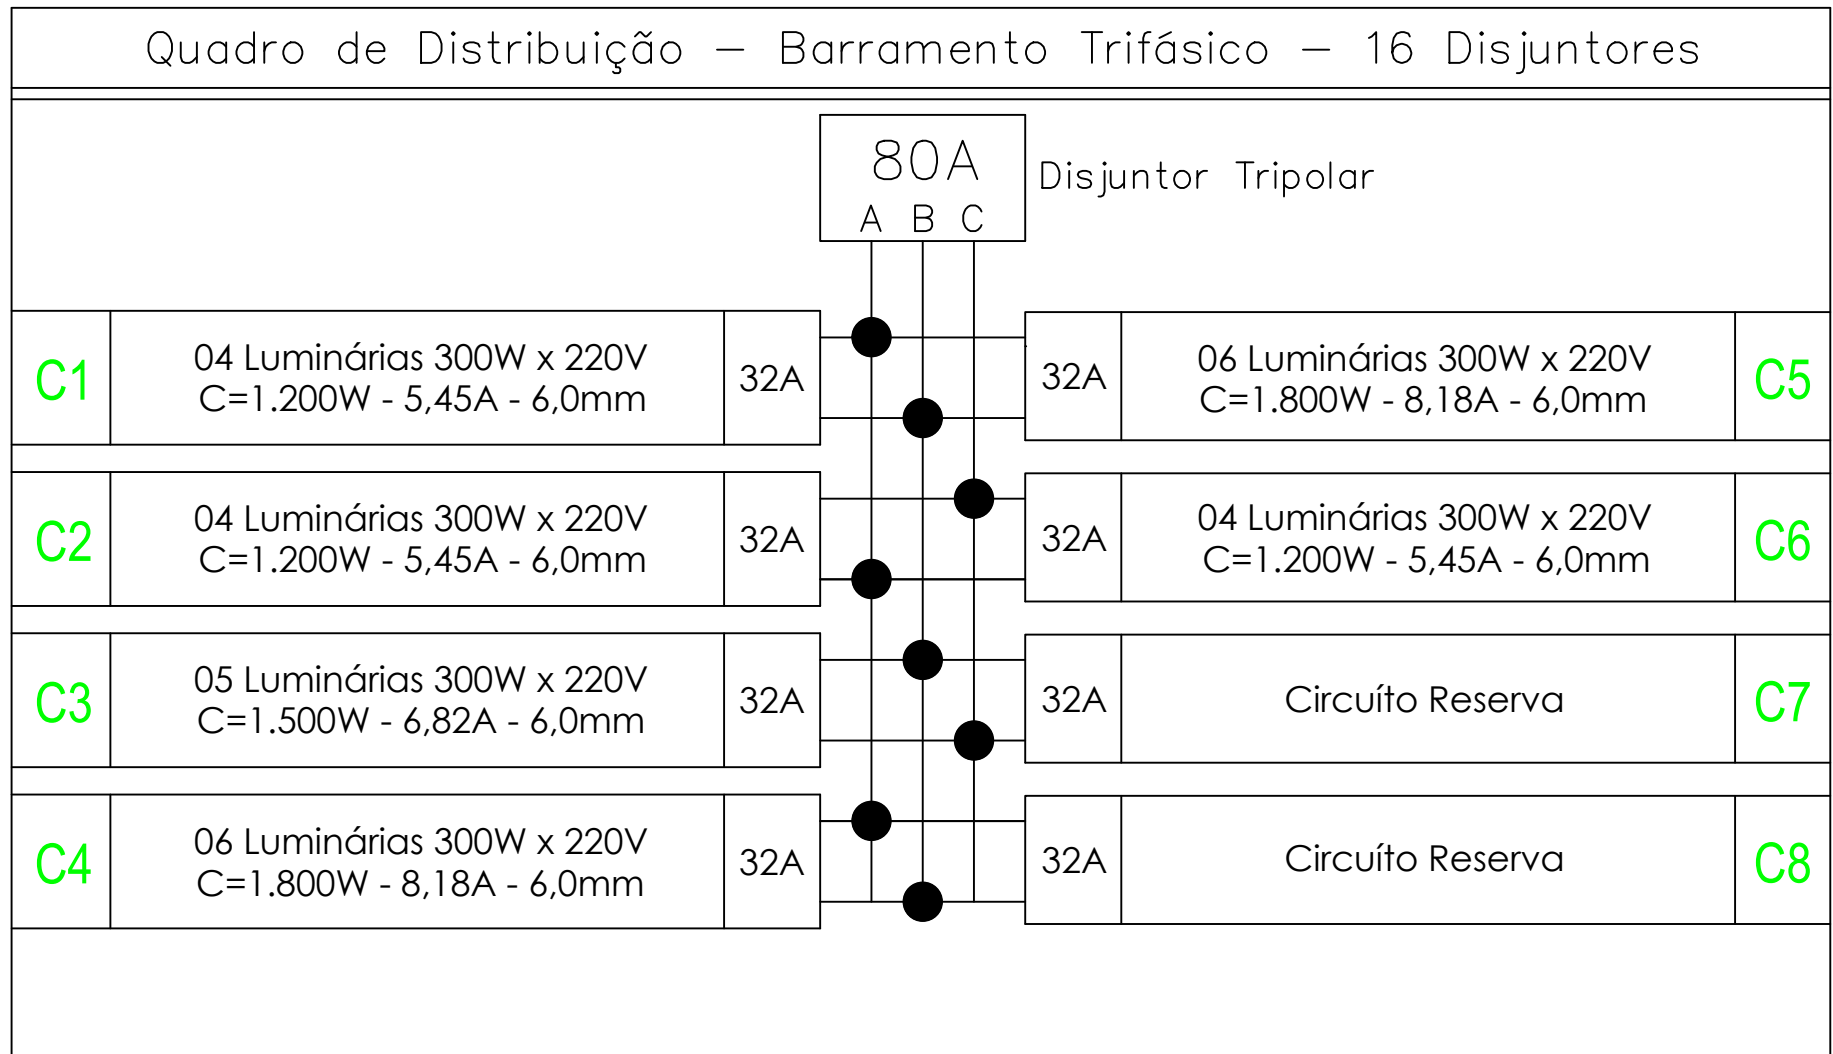 Quadro de Distribuição – Barramento Trifásico – 16 Disjuntores
80A
A B C
Disjuntor Tripolar
C1
04 Luminárias 300W x 220V
C=1.200W - 5,45A - 6,0mm
32A
32A
06 Luminárias 300W x 220V
C=1.800W - 8,18A - 6,0mm
C5
C2
04 Luminárias 300W x 220V
C=1.200W - 5,45A - 6,0mm
32A
32A
04 Luminárias 300W x 220V
C=1.200W - 5,45A - 6,0mm
C6
C3
05 Luminárias 300W x 220V
C=1.500W - 6,82A - 6,0mm
32A
32A
Circuíto Reserva
C7
C4
06 Luminárias 300W x 220V
C=1.800W - 8,18A - 6,0mm
32A
32A
Circuíto Reserva
C8